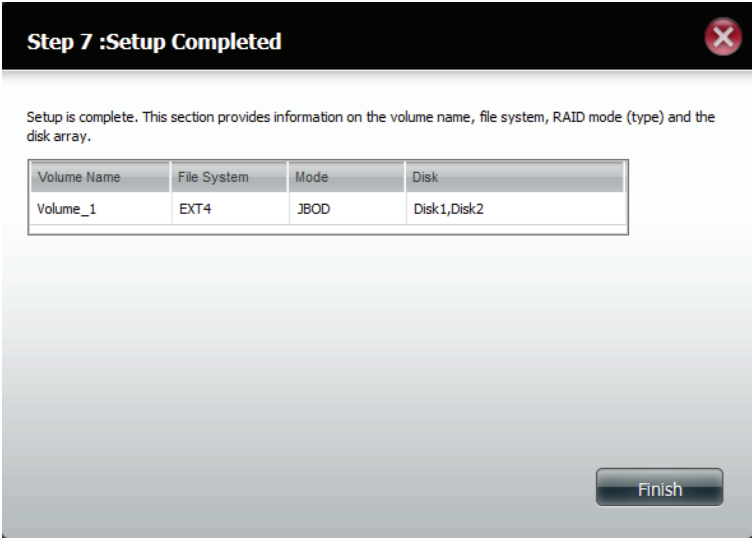 Step 7 :Setup Completed
Setup is complete. This section provides information on the volume name, file system, RAID mode (type) and the
disk array.
Volume Name File System Mode Disk
Volume_1 EXT4 JBOD Disk1,Disk2
Finish